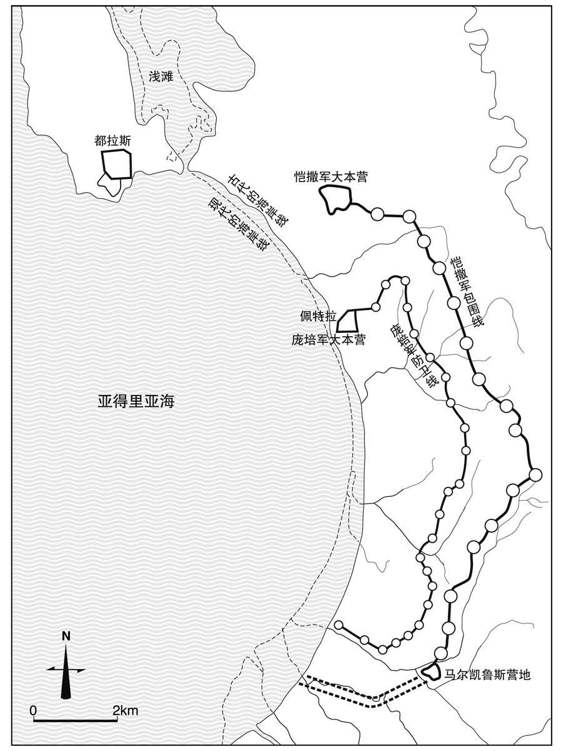 浅滩
都拉斯
恺撒军大本营
古代的海岸线
现代的海岸线
恺撒军包围线
佩特拉
庞培军大本营
庞培军防卫线
亚得里亚海
马尔凯鲁斯营地
N
0 2km